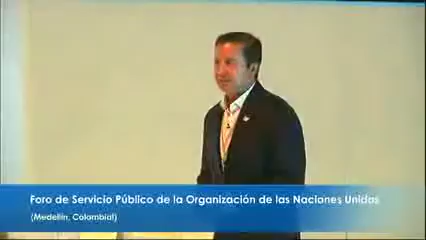 Foro de Servicio Público de la Organización de las Naciones Unidas
(Medellín, Colombia!)